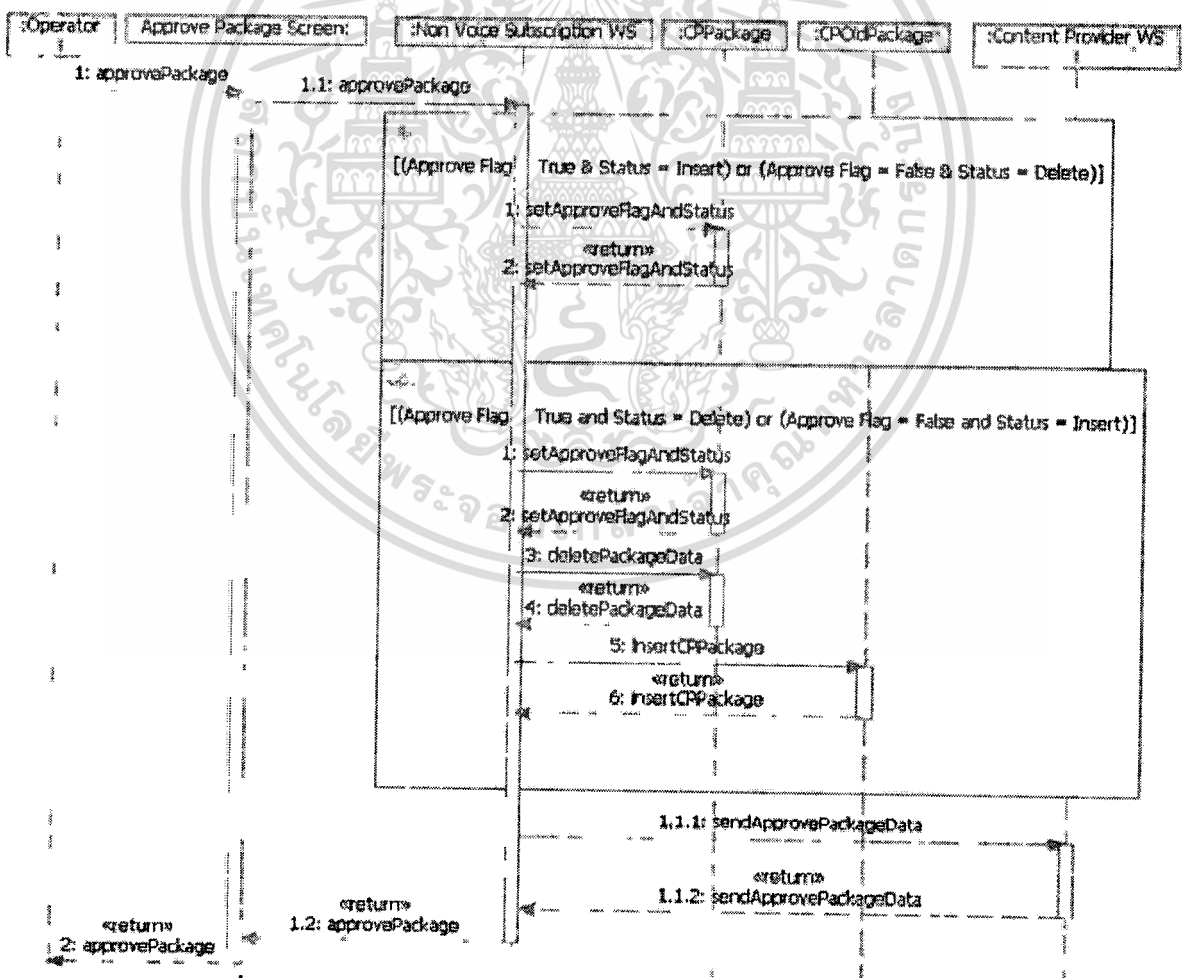 :Operator
Approve Package Screen:
:Non Voice Subscription WS
:CPPackage
:CPOldPackage
:Content Provider WS
1: approvePackage
1.1: approvePackage
[(Approve Flag True & Status = Insert) or (Approve Flag = False & Status = Delete)]
1: setApproveFlagAndStatus
«return»
2: setApproveFlagAndStatus
[(Approve Flag True and Status = Delete) or (Approve Flag = False and Status = Insert)]
1: setApproveFlagAndStatus
«return»
2: setApproveFlagAndStatus
3: deletePackageData
«return»
4: deletePackageData
5: insertCPPackage
«return»
6: insertCPPackage
1.1.1: sendApprovePackageData
«return»
1.1.2: sendApprovePackageData
«return»
1.2: approvePackage
«return»
2: approvePackage